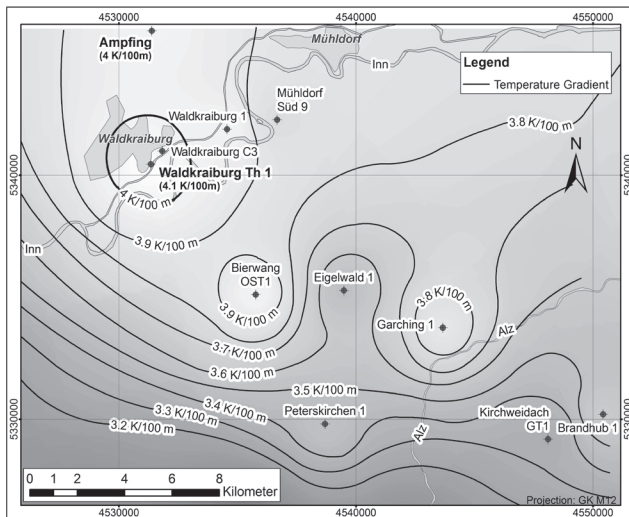 4530000
4540000
4550000
Ampfing
(4 K/100m)
Mühldorf
Inn
Legend
Temperature Gradient
Mühldorf
Süd 9
Waldkraiburg 1
3.8 K/100 m
Waldkraiburg
Waldkraiburg C3
N
Waldkraiburg Th 1
(4.1 K/100m)
5340000
5340000
4 K/100 m
3.9 K/100 m
Inn
Bierwang
OST1
Eigelwald 1
3.8 K/100 m
3.9 K/100 m
Garching 1
Alz
3.7 K/100 m
3.6 K/100 m
3.5 K/100 m
3.4 K/100 m
3.3 K/100 m
3.2 K/100 m
Peterskirchen 1
Kirchweidach
GT1
Brandhub 1
Alz
5330000
5330000
0 1 2 4 6 8
Kilometer
Projection: GK M12
4530000
4540000
4550000